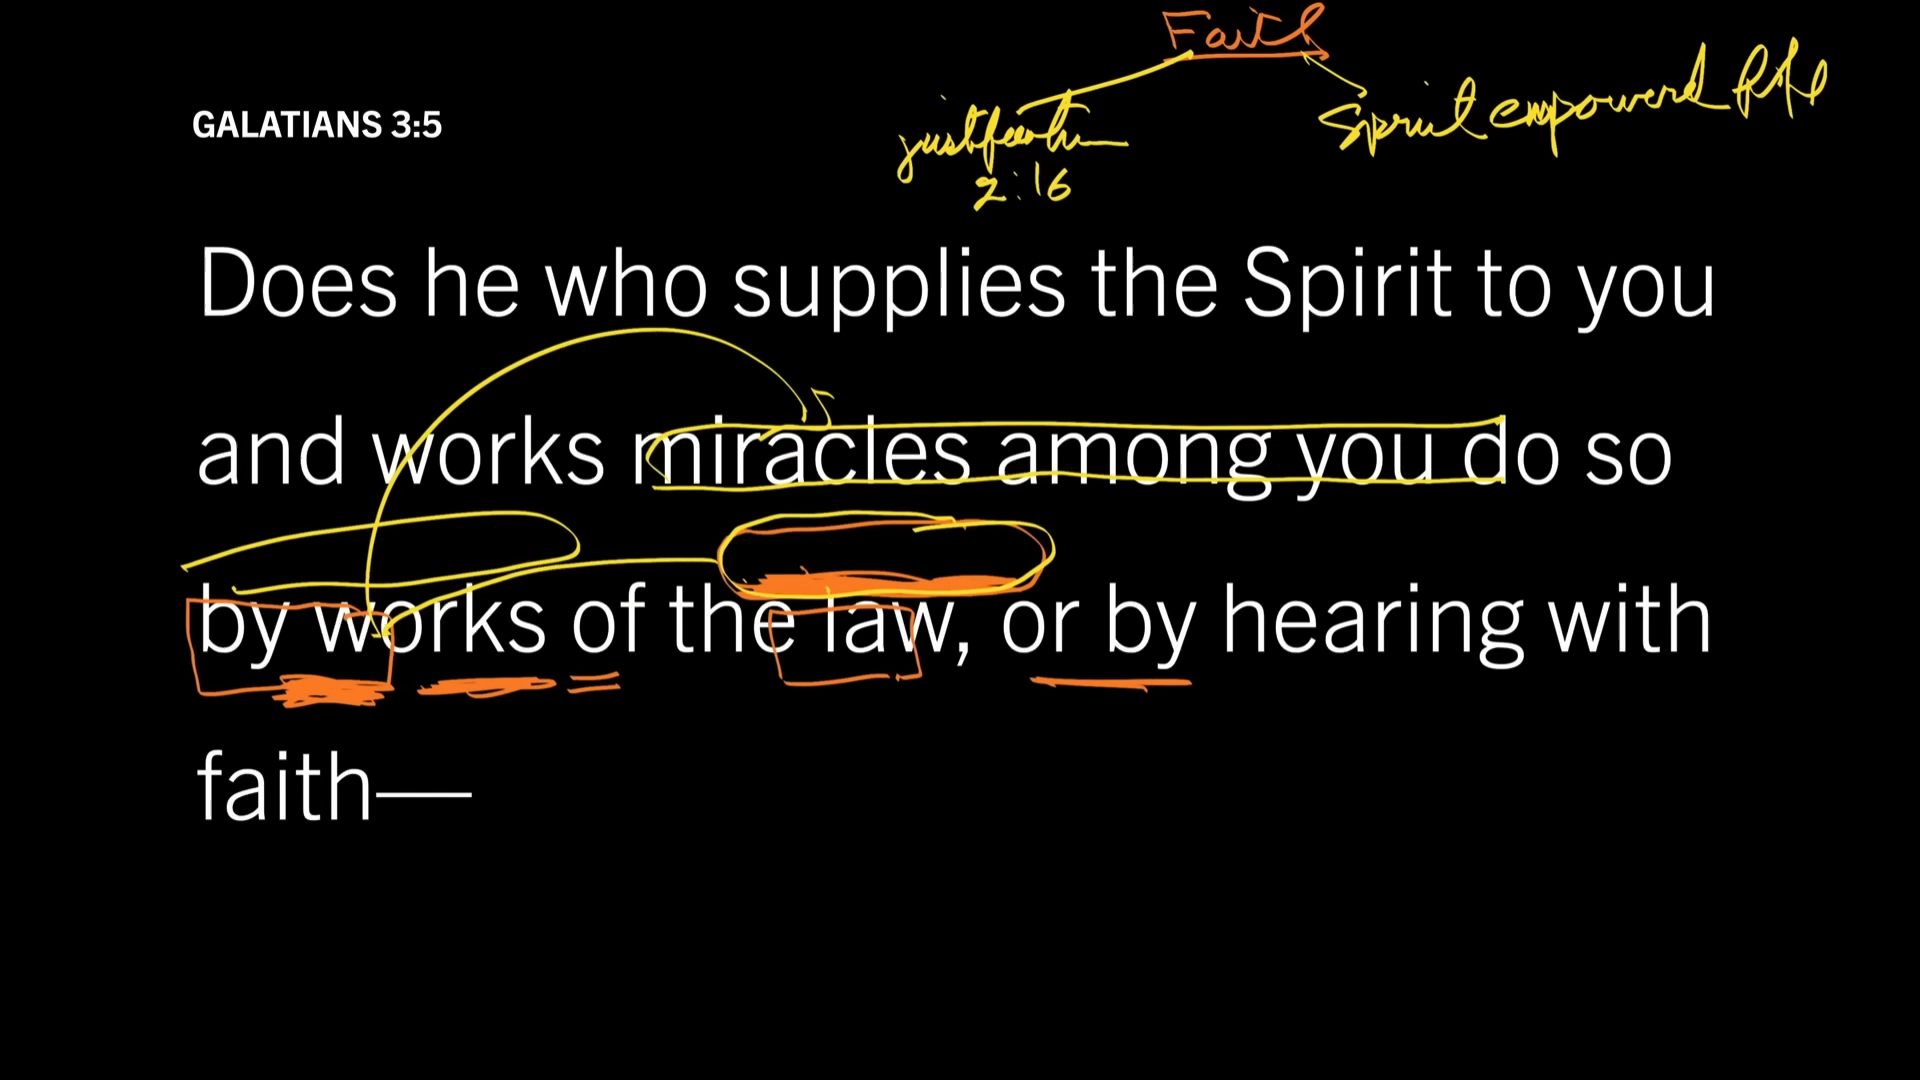 Faith
GALATIANS 3:5
justification
2:16
Spirit empowered life
Does he who supplies the Spirit to you
and works miracles among you do so
by works of the law, or by hearing with
faith—